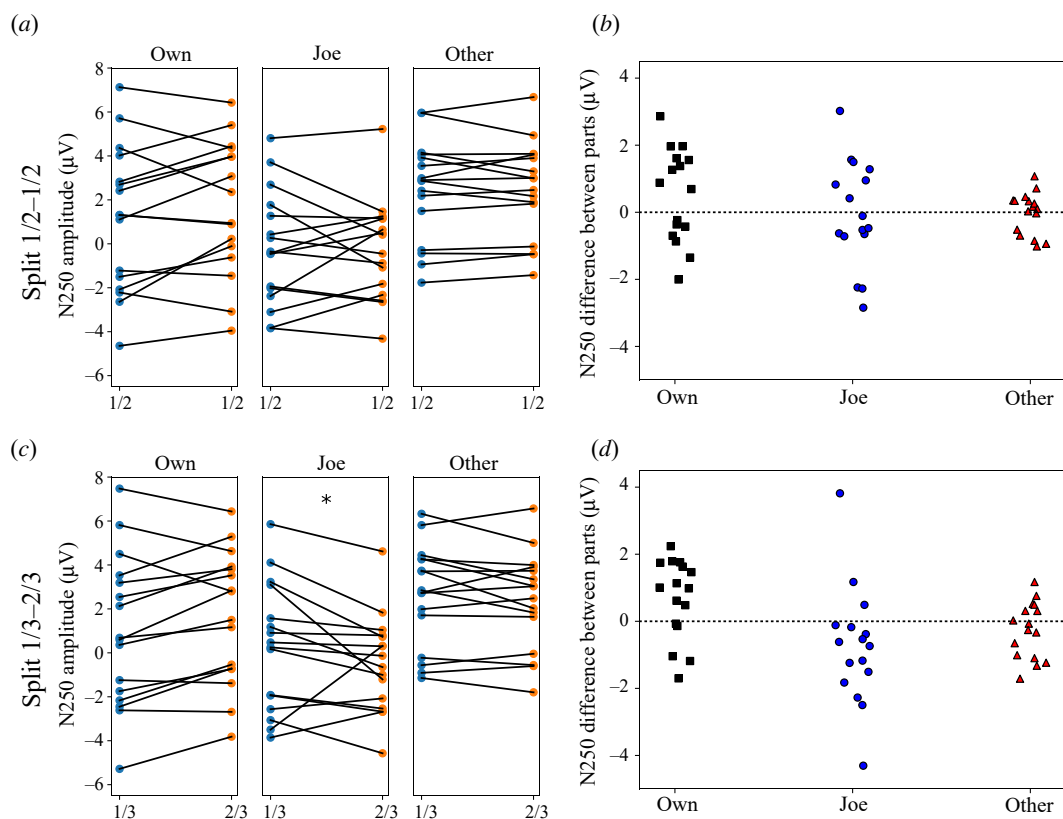 (a)
Own Joe Other
Split 1/2–1/2
N250 amplitude (µV)
8
6
4
2
0
–2
–4
–6
1/2 1/2 1/2 1/2 1/2 1/2
(b)
N250 difference between parts (µV)
4
2
0
–2
–4
Own Joe Other
(c)
Own Joe Other
Split 1/3–2/3
N250 amplitude (µV)
8
6
4
2
0
–2
–4
–6
*
1/3 2/3 1/3 2/3 1/3 2/3
(d)
N250 difference between parts (µV)
4
2
0
–2
–4
Own Joe Other